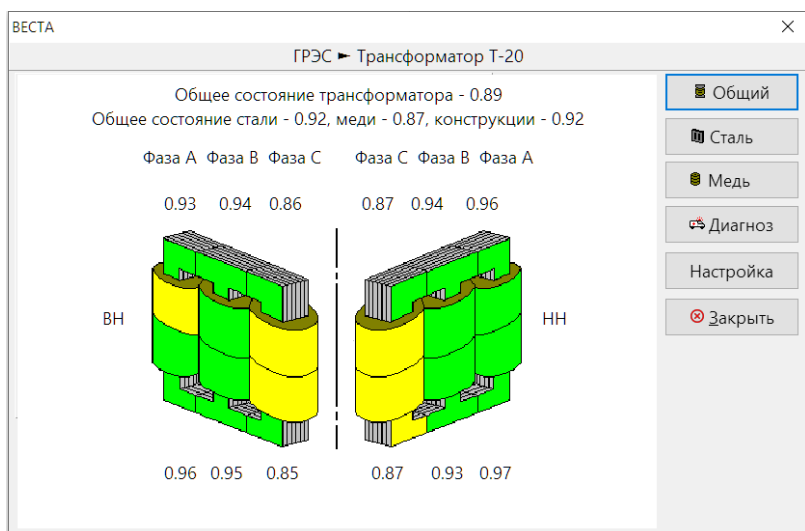 ВЕСТА
ГРЭС ► Трансформатор Т-20
Общее состояние трансформатора - 0.89
Общее состояние стали - 0.92, меди - 0.87, конструкции - 0.92
Фаза А Фаза В Фаза С Фаза С Фаза В Фаза А
0.93 0.94 0.86 0.87 0.94 0.96
ВН НН
0.96 0.95 0.85 0.87 0.93 0.97
Общий
Сталь
Медь
Диагноз
Настройка
Закрыть